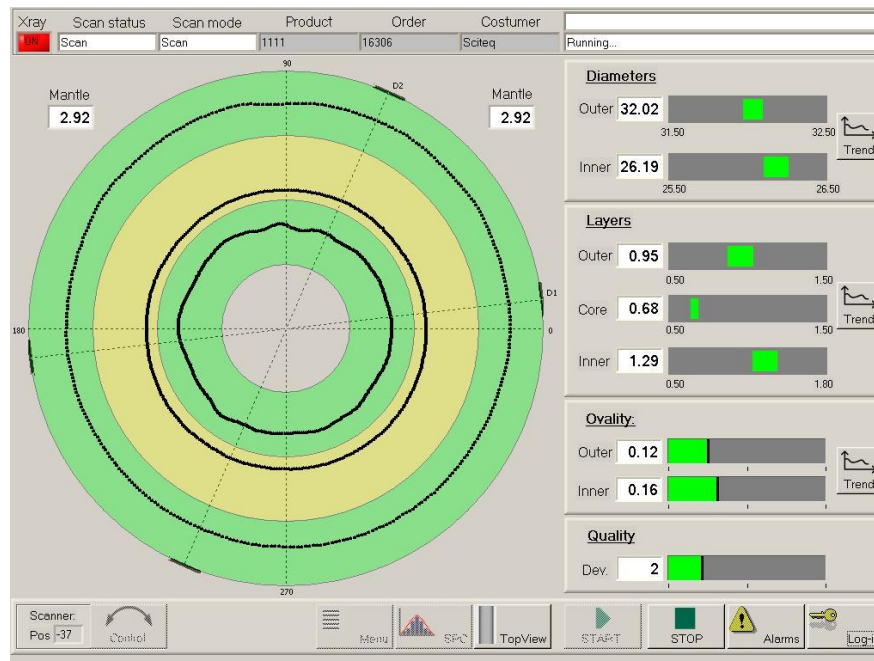 Xray Scan status Scan mode Product Order Costumer
ON Scan Scan 1111 16306 Sciteq Running...
90
D2
Mantle
2.92
Mantle
2.92
D1
180
0
270
Diameters
Outer 32.02
31.50 32.50
Trend
Inner 26.19
25.50 26.50
Layers
Outer 0.95
0.50 1.50
Core 0.68
0.50 1.50
Trend
Inner 1.29
0.50 1.80
Ovality:
Outer 0.12
Inner 0.16
Trend
Quality
Dev. 2
Scanner:
Pos -37
Control Menu SPC TopView START STOP Alarms Log-i